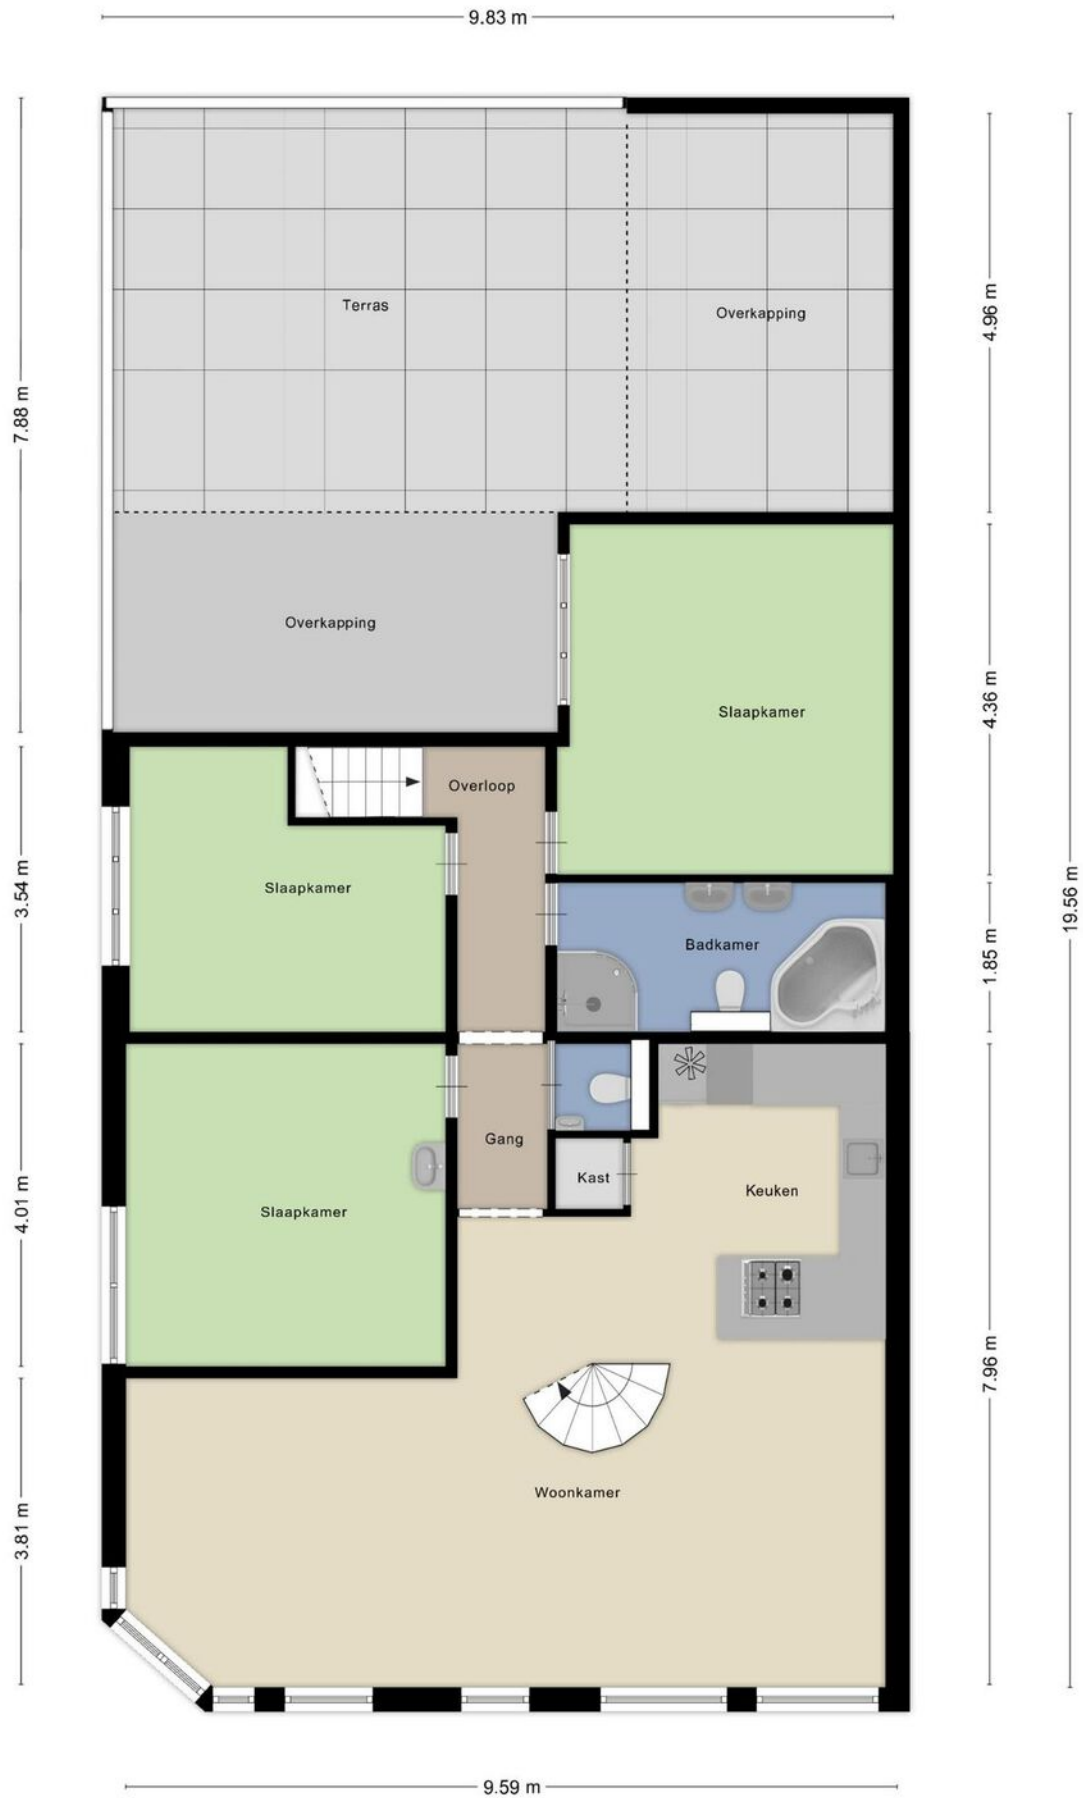 9.83 m
Terras
Overkapping
4.96 m
7.88 m
Overkapping
Slaapkamer
4.36 m
Overloop
Slaapkamer
3.54 m
Badkamer
1.85 m
19.56 m
Gang
Kast
Keuken
Slaapkamer
4.01 m
7.96 m
Woonkamer
3.81 m
9.59 m